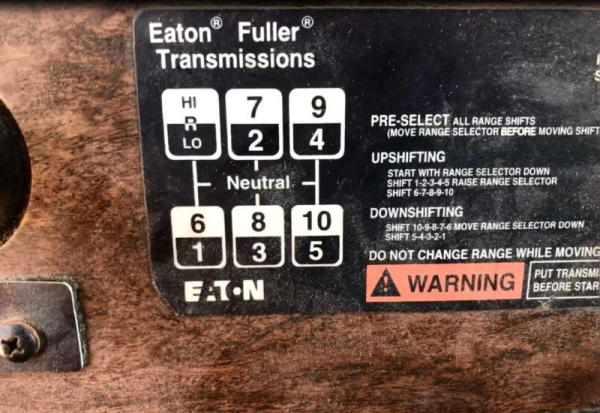 Eaton® Fuller®
Transmissions
HI 7 9
R
LO 2 4
Neutral
6 8 10
1 3 5
EAT•N
PRE-SELECT ALL RANGE SHIFTS
(MOVE RANGE SELECTOR BEFORE MOVING SHIFT
UPSHIFTING
START WITH RANGE SELECTOR DOWN
SHIFT 1-2-3-4-5 RAISE RANGE SELECTOR
SHIFT 6-7-8-9-10
DOWNSHIFTING
SHIFT 10-9-8-7-6 MOVE RANGE SELECTOR DOWN
SHIFT 5-4-3-2-1
DO NOT CHANGE RANGE WHILE MOVING
WARNING
PUT TRANSMI
BEFORE STAR